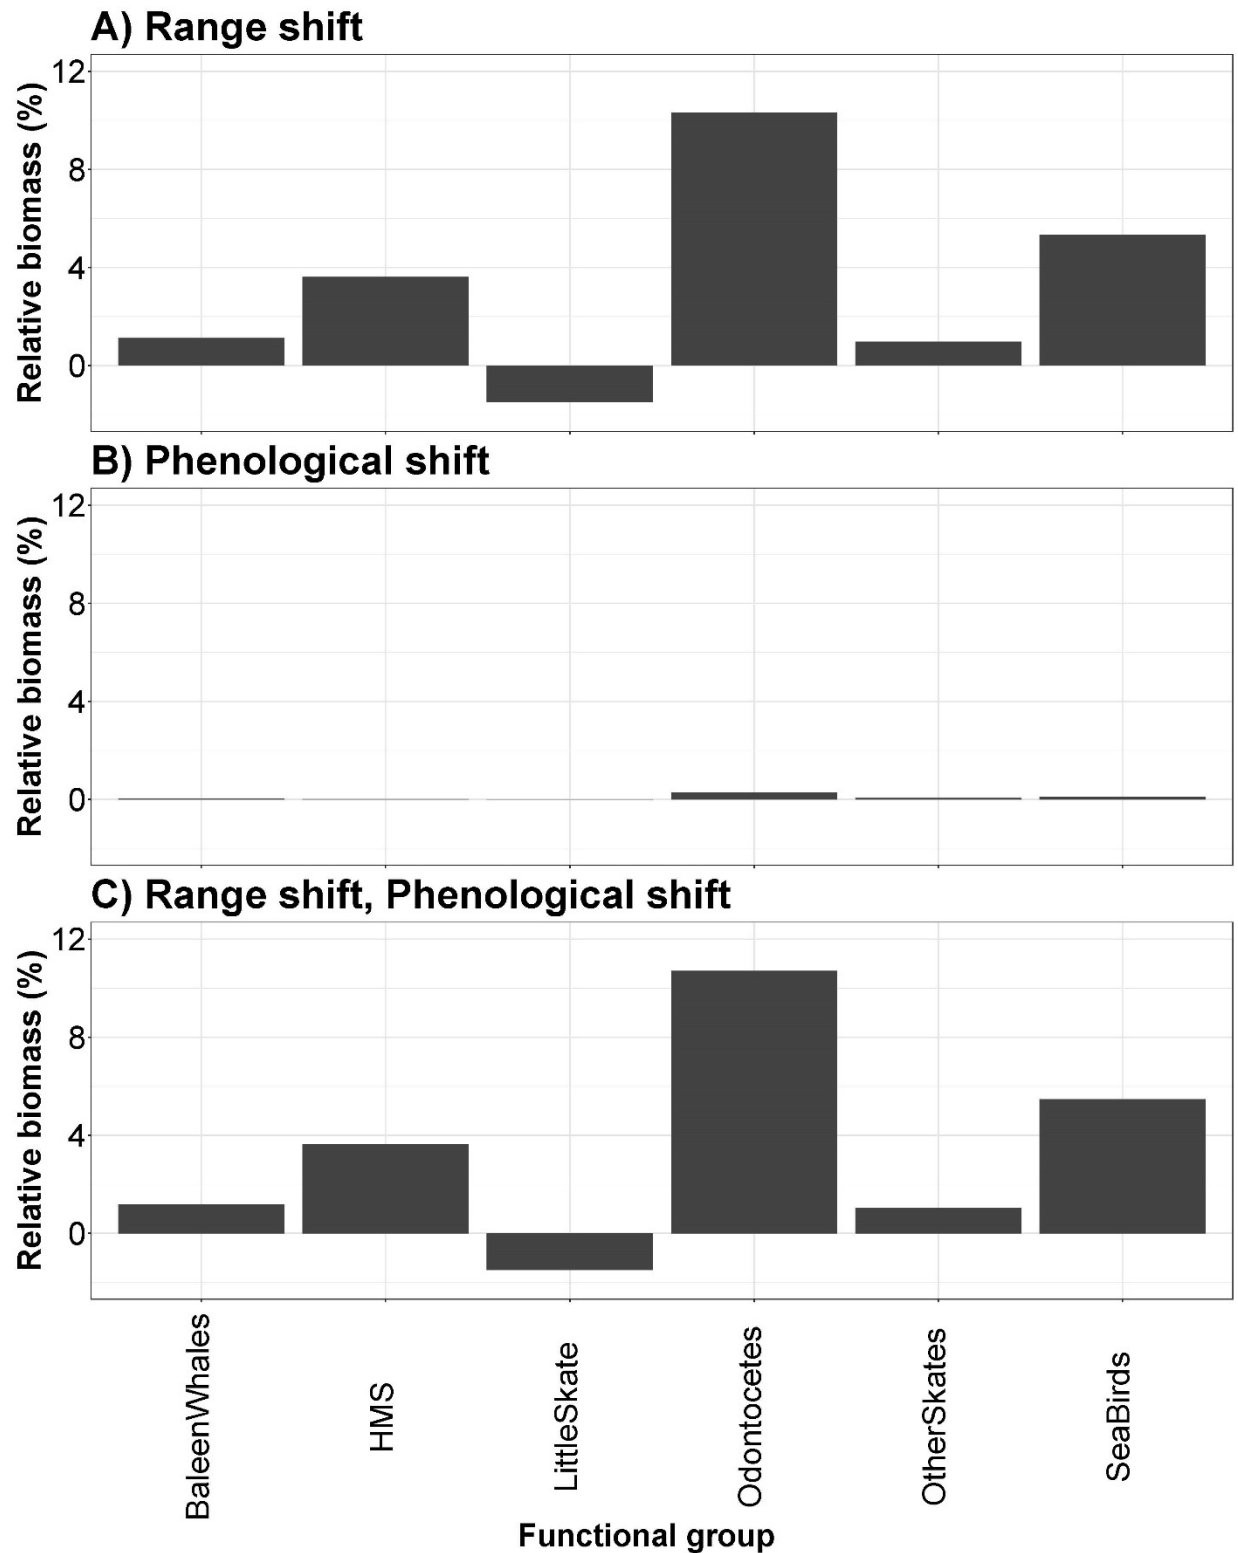 A) Range shift
Relative biomass (%)
12
8
4
0
B) Phenological shift
Relative biomass (%)
12
8
4
0
C) Range shift, Phenological shift
Relative biomass (%)
12
8
4
0
BaleenWhales
HMS
LittleSkate
Odontocetes
OtherSkates
SeaBirds
Functional group